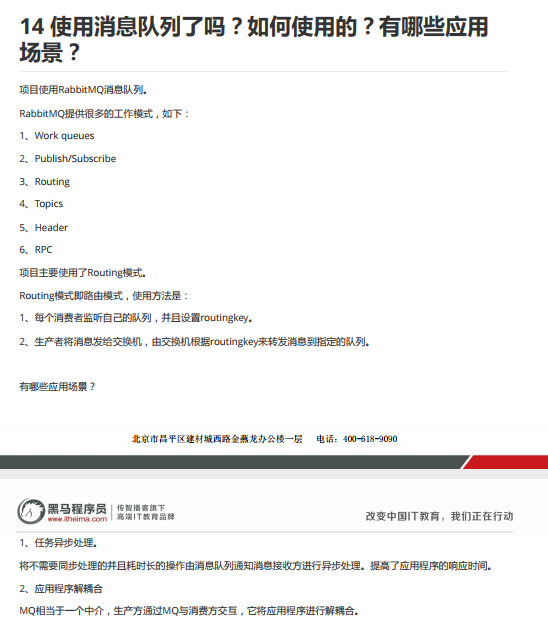 14 使用消息队列了吗？如何使用的？有哪些应用
场景？
项目使用RabbitMQ消息队列。
RabbitMQ提供很多的工作模式，如下：
1、Work queues
2、Publish/Subscribe
3、Routing
4、Topics
5、Header
6、RPC
项目主要使用了Routing模式。
Routing模式即路由模式，使用方法是：
1、每个消费者监听自己的队列，并且设置routingkey。
2、生产者将消息发给交换机，由交换机根据routingkey来转发消息到指定的队列。
有哪些应用场景？
北京市昌平区建材城西路金燕龙办公楼一层 电话：400-618-9090
黑马程序员 传智播客旗下
www.itheima.com 高端IT教育品牌
改变中国IT教育，我们正在行动
1、任务异步处理。
将不需要同步处理的并且耗时长的操作由消息队列通知消息接收方进行异步处理。提高了应用程序的响应时间。
2、应用程序解耦合
MQ相当于一个中介，生产方通过MQ与消费方交互，它将应用程序进行解耦合。